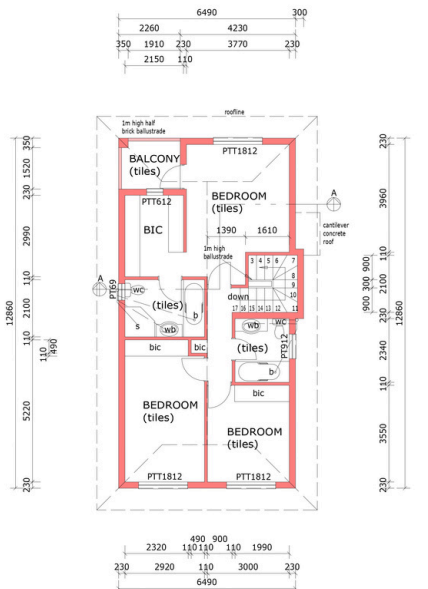 6490 300
2260 4230
350 1910 230 3770 230
2150 110
roofline
1m high half
brick ballustrade
PTT1812
BALCONY
(tiles)
PTT612
BEDROOM
(tiles)
A
BIC
1390 1610
1m high
ballustrade
cantilever
concrete
roof
3 4 5 6 7
8
9
10
11
17 16 15 14 13 12
down
A
PT69
wc
(tiles)
s
wb
b
wb
wc
(tiles)
PT912
b
bic
bic
bic
BEDROOM
(tiles)
BEDROOM
(tiles)
PTT1812
PTT1812
350
1520
230
2990
110
2100
110
110
490
5220
230
12860
230
3960
110
900
300
900
230
2340
110
3550
230
12860
490 900
2320 110 110 110 1990
230 2920 110 3000 230
6490